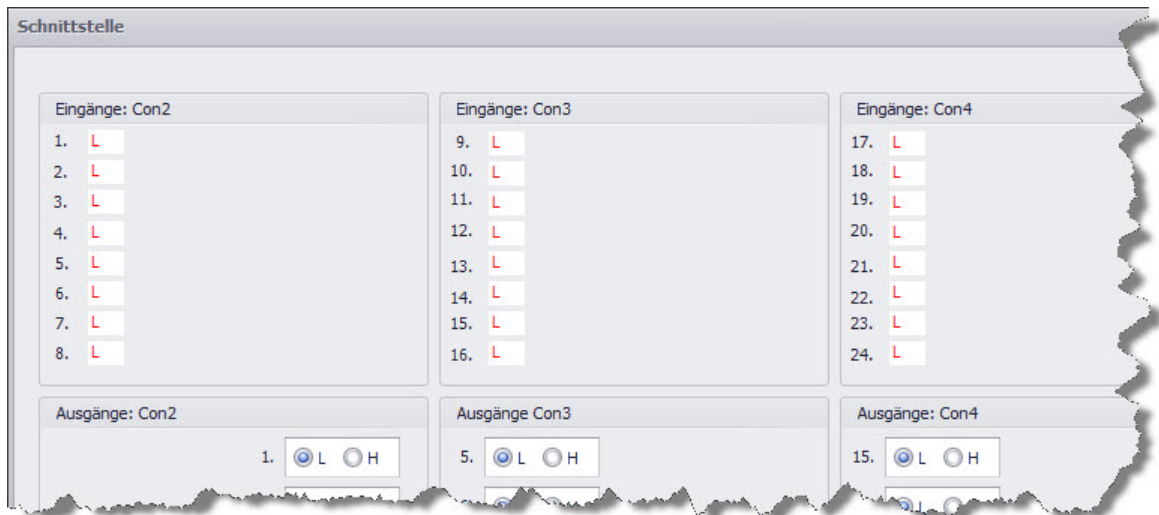 Schnittstelle
Eingänge: Con2
1. L
2. L
3. L
4. L
5. L
6. L
7. L
8. L
Eingänge: Con3
9. L
10. L
11. L
12. L
13. L
14. L
15. L
16. L
Eingänge: Con4
17. L
18. L
19. L
20. L
21. L
22. L
23. L
24. L
Ausgänge: Con2
1. L H
Ausgänge Con3
5. L H
Ausgänge: Con4
15. L H